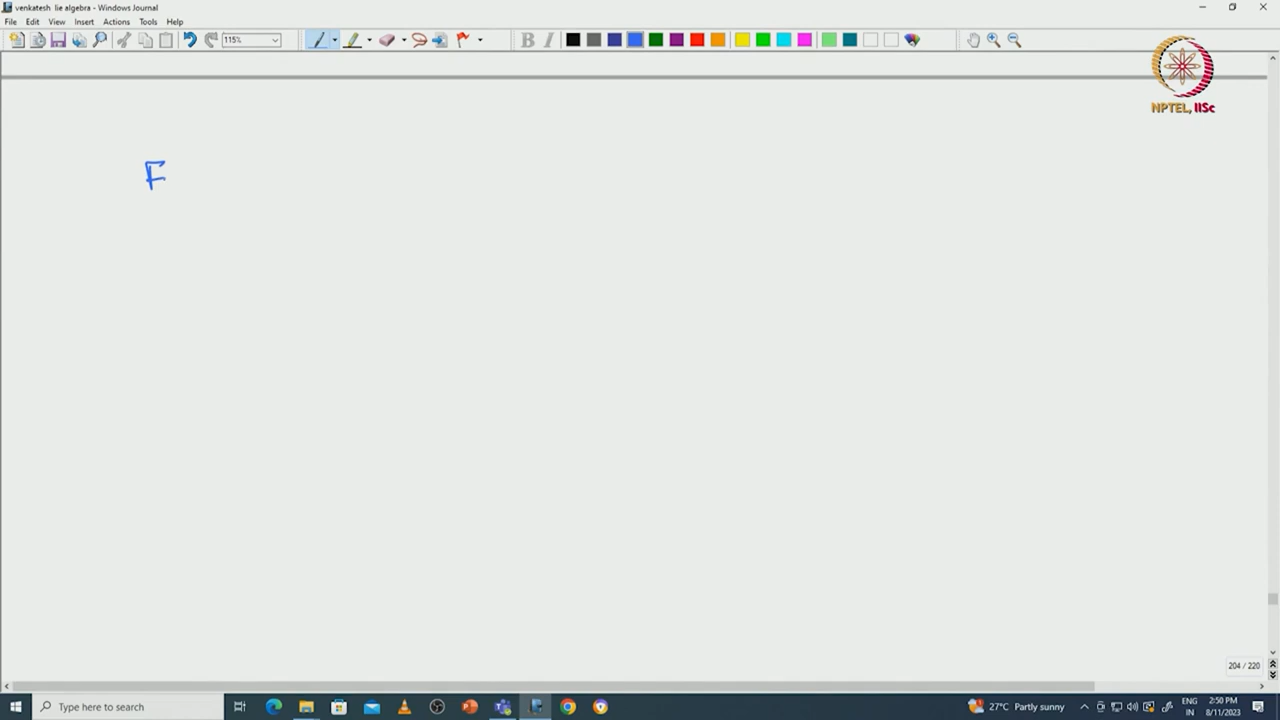 venkatesh lie algebra - Windows Journal
File Edit View Insert Actions Tools Help
115%
NPTEL, IISc
F
204 / 220
Type here to search
27°C Partly sunny
ENG
IN
2:50 PM
8/11/2023